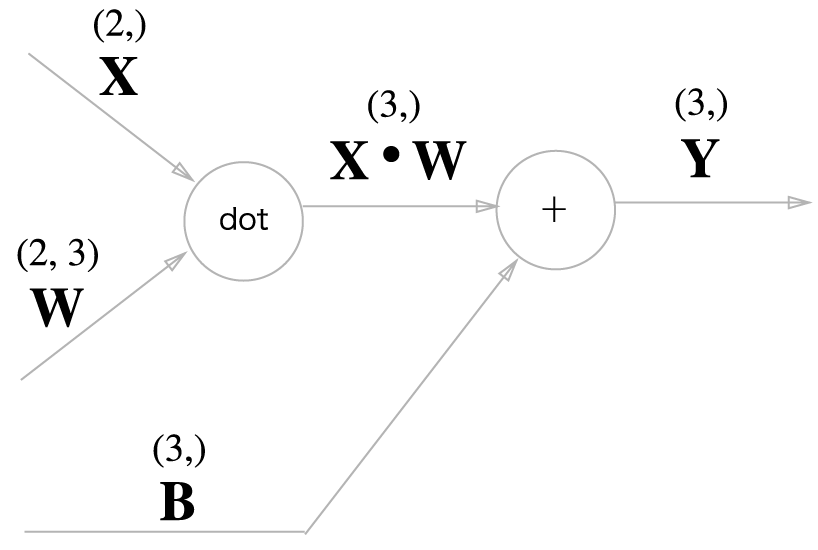 (2,)
X
(3,)
X • W
(3,)
Y
dot
+
(2, 3)
W
(3,)
B